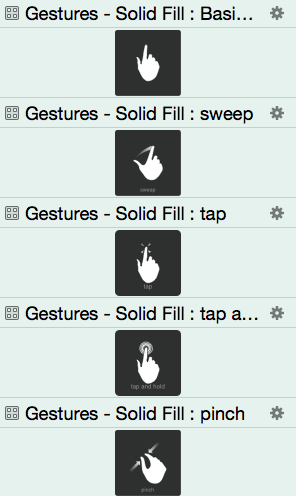 Gestures - Solid Fill : Basi...
Gestures - Solid Fill : sweep
sweep
Gestures - Solid Fill : tap
tap
Gestures - Solid Fill : tap a...
tap and hold
Gestures - Solid Fill : pinch
pinch